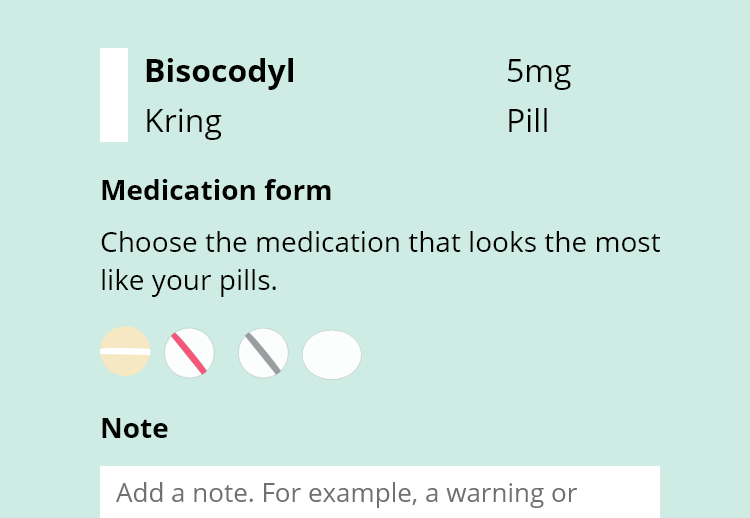 Bisocodyl 5mg
Kring Pill
Medication form
Choose the medication that looks the most
like your pills.
Note
Add a note. For example, a warning or